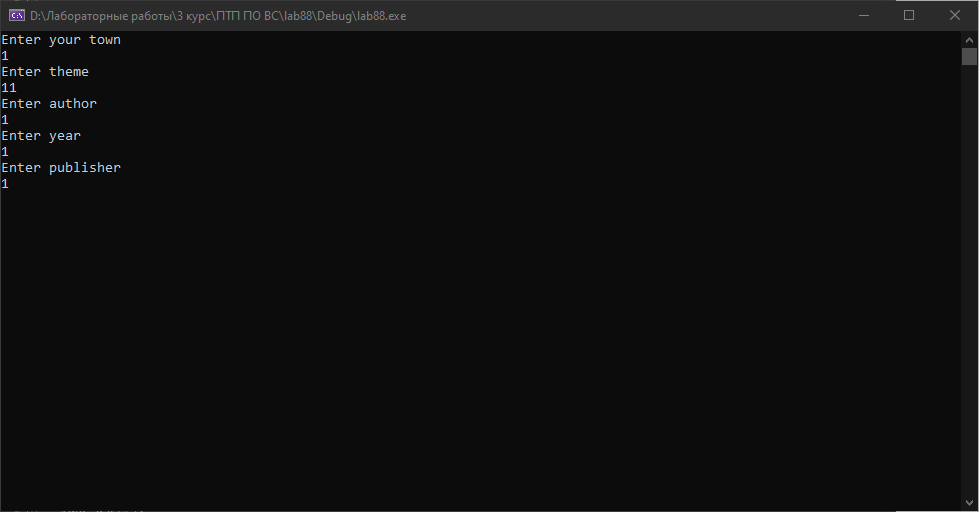 D:\Лабораторные работы\3 курс\ПТП ПО ВС\lab88\Debug\lab88.exe
Enter your town
1
Enter theme
11
Enter author
1
Enter year
1
Enter publisher
1